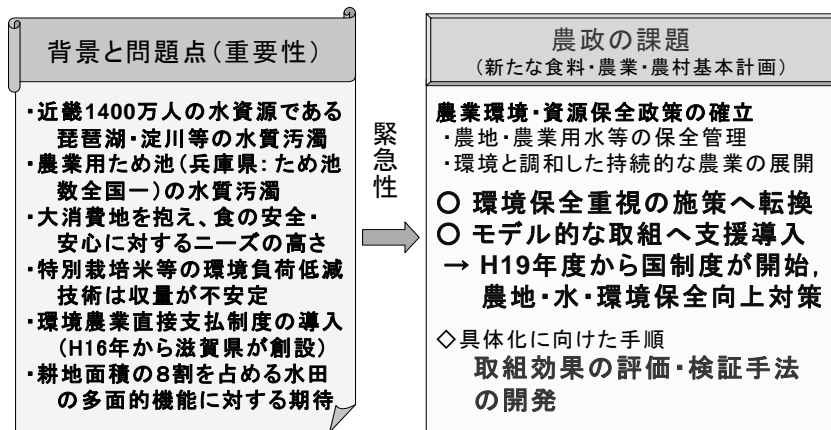 背景と問題点(重要性)
・近畿1400万人の水資源である
琵琶湖・淀川等の水質汚濁
・農業用ため池(兵庫県:ため池
数全国一)の水質汚濁
・大消費地を抱え、食の安全・
安心に対するニーズの高さ
・特別栽培米等の環境負荷低減
技術は収量が不安定
・環境農業直接支払制度の導入
(H16年から滋賀県が創設)
・耕地面積の8割を占める水田
の多面的機能に対する期待
緊急性
農政の課題
(新たな食料・農業・農村基本計画)
農業環境・資源保全政策の確立
・農地・農業用水等の保全管理
・環境と調和した持続的な農業の展開
○ 環境保全重視の施策へ転換
○ モデル的な取組へ支援導入
→ H19年度から国制度が開始,
農地・水・環境保全向上対策
◇具体化に向けた手順
取組効果の評価・検証手法
の開発